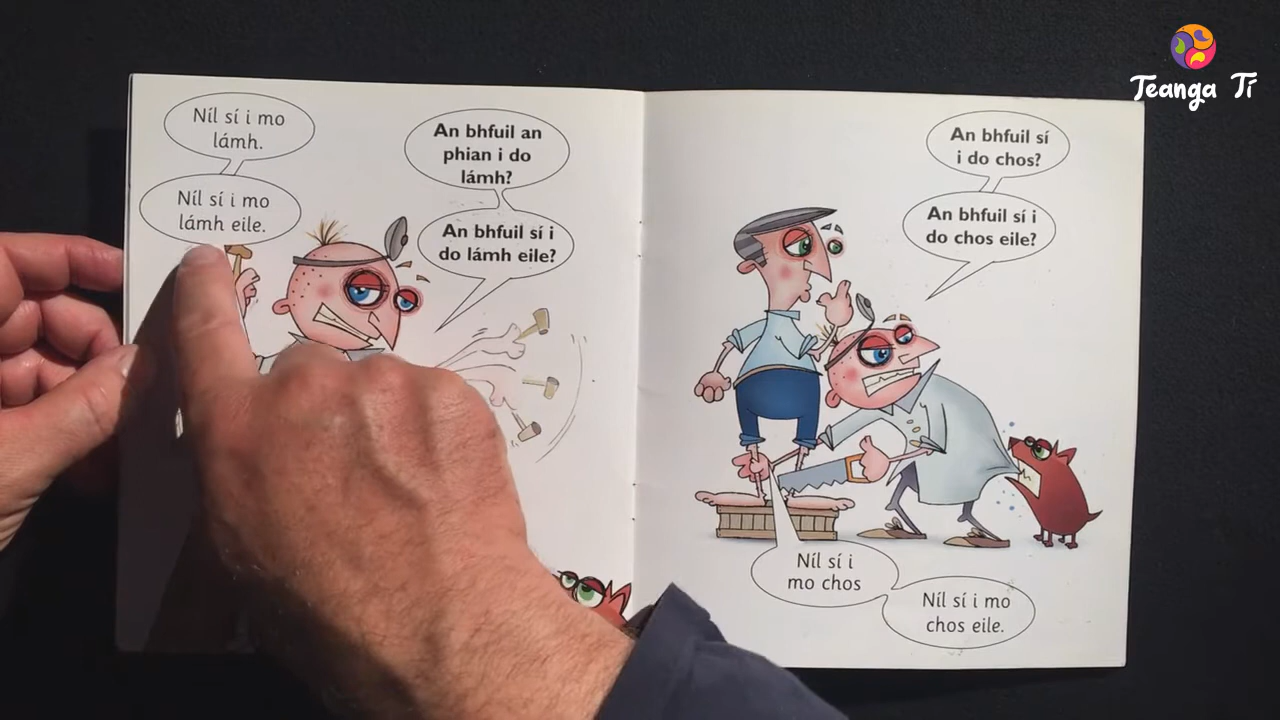 Teanga Tí
Níl sí i mo
lámh.
Níl sí i mo
lámh eile.
An bhfuil an
phian i do
lámh?
An bhfuil sí i
do lámh eile?
An bhfuil sí
i do chos?
An bhfuil sí i
do chos eile?
Níl sí i
mo chos
Níl sí i mo
chos eile.